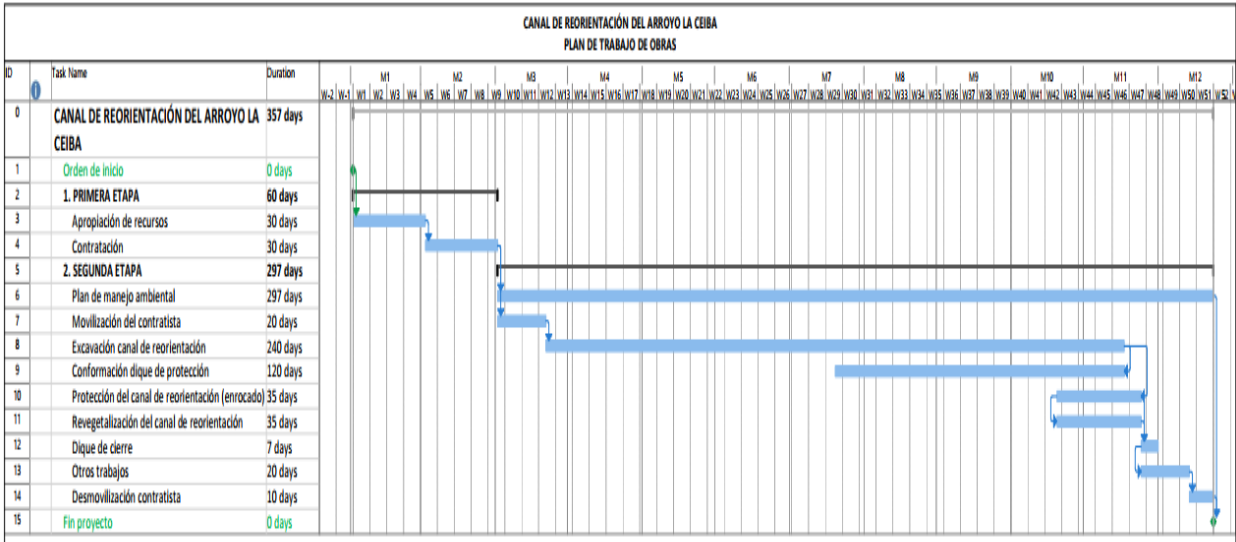 CANAL DE REORIENTACIÓN DEL ARROYO LA CEIBA
PLAN DE TRABAJO DE OBRAS
ID Task Name Duration M1 M2 M3 M4 M5 M6 M7 M8 M9 M10 M11 M12
W-2 W-1 W1 W2 W3 W4 W5 W6 W7 W8 W9 W10 W11 W12 W13 W14 W15 W16 W17 W18 W19 W20 W21 W22 W23 W24 W25 W26 W27 W28 W29 W30 W31 W32 W33 W34 W35 W36 W37 W38 W39 W40 W41 W42 W43 W44 W45 W46 W47 W48 W49 W50 W51 W52
0 CANAL DE REORIENTACIÓN DEL ARROYO LA 357 days
CEIBA
1 Orden de inicio 0 days
2 1. PRIMERA ETAPA 60 days
3 Apropiación de recursos 30 days
4 Contratación 30 days
5 2. SEGUNDA ETAPA 297 days
6 Plan de manejo ambiental 297 days
7 Movilización del contratista 20 days
8 Excavación canal de reorientación 240 days
9 Conformación dique de protección 120 days
10 Protección del canal de reorientación (enrocado) 35 days
11 Revegetalización del canal de reorientación 35 days
12 Dique de cierre 7 days
13 Otros trabajos 20 days
14 Desmovilización contratista 10 days
15 Fin proyecto 0 days